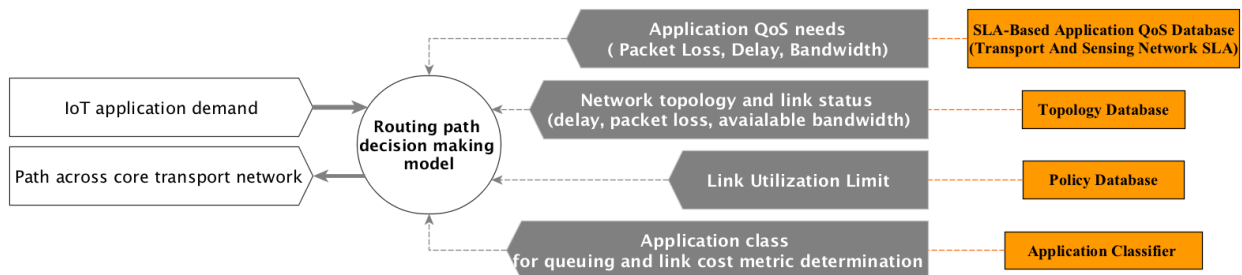 Application QoS needs
( Packet Loss, Delay, Bandwidth)
SLA-Based Application QoS Database
(Transport And Sensing Network SLA)
IoT application demand
Routing path
decision making
model
Network topology and link status
(delay, packet loss, avaialable bandwidth)
Topology Database
Path across core transport network
Link Utilization Limit
Policy Database
Application class
for queuing and link cost metric determination
Application Classifier